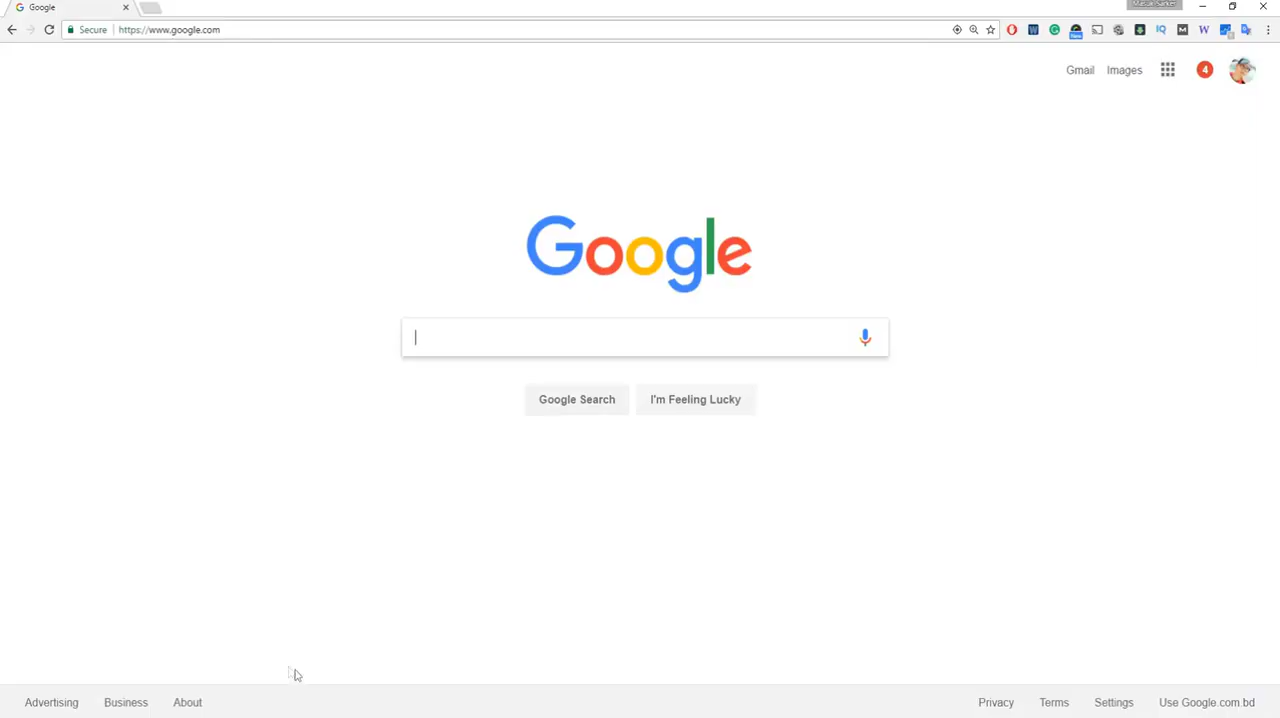 Google
Secure https://www.google.com
Gmail Images 4
Google
Google Search I'm Feeling Lucky
Advertising Business About Privacy Terms Settings Use Google.com.bd